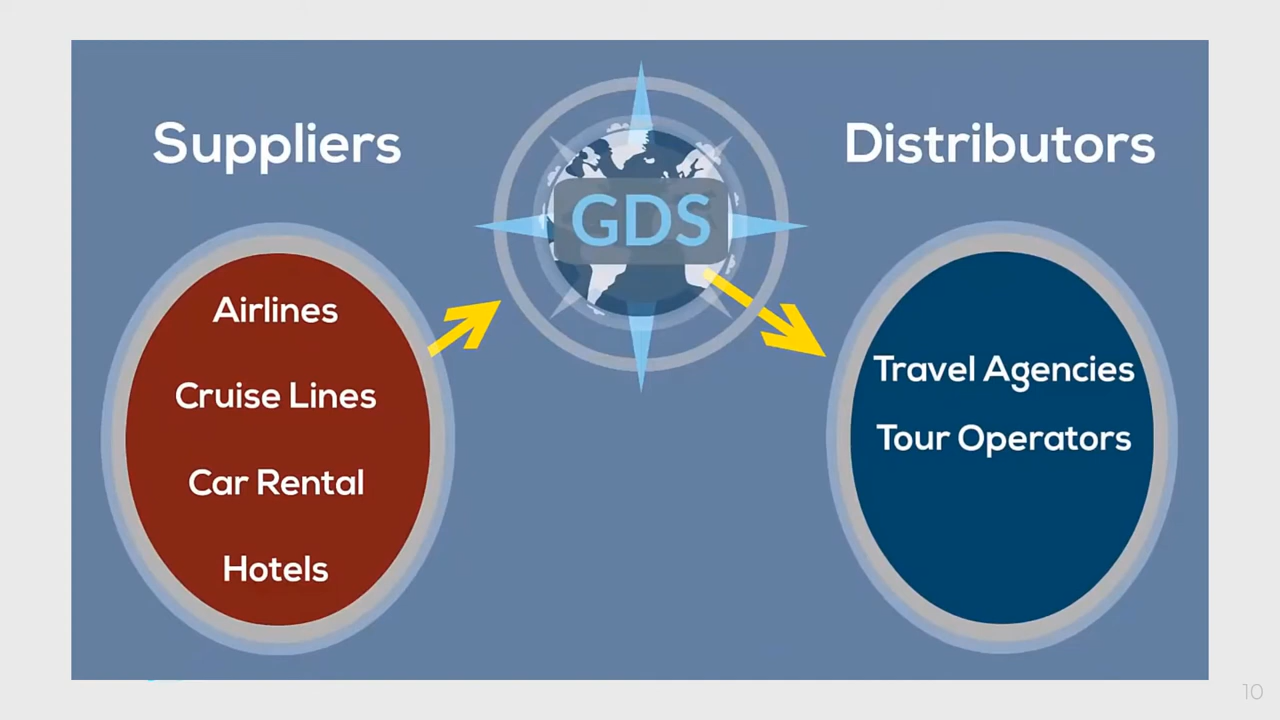 Suppliers
GDS
Distributors
Airlines
Cruise Lines
Car Rental
Hotels
Travel Agencies
Tour Operators
10